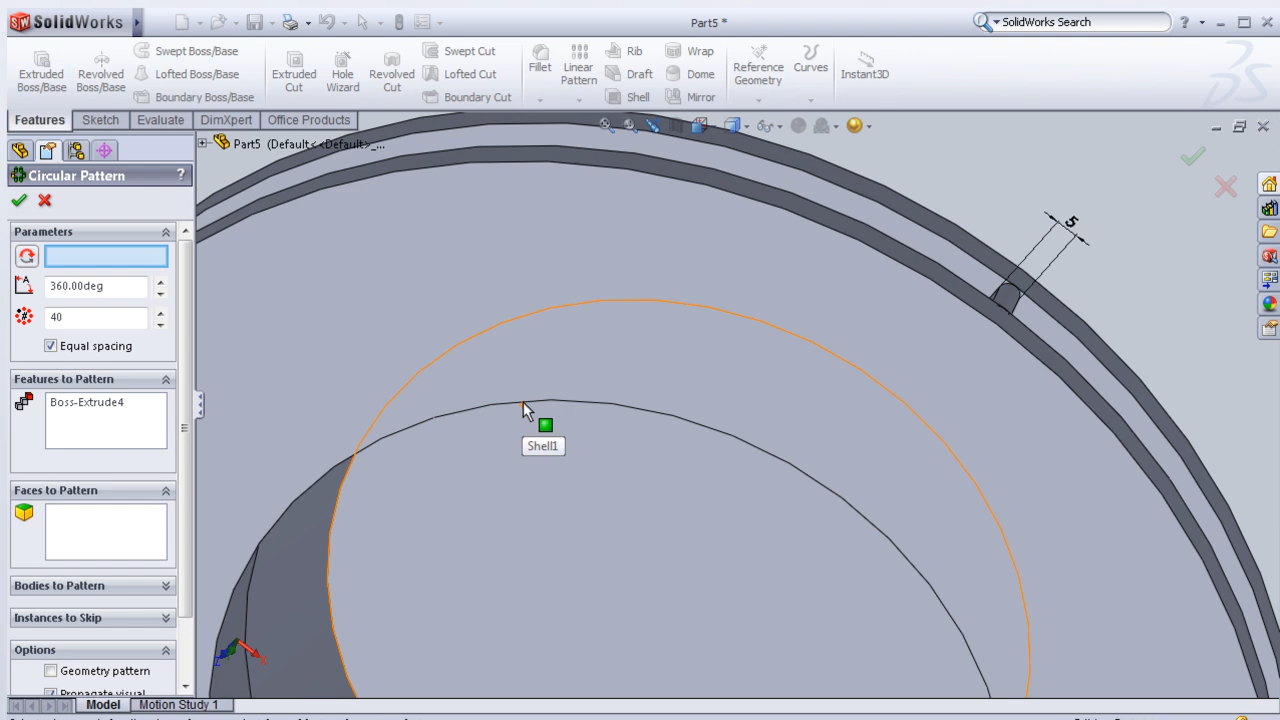 SolidWorks
Part5 *
SolidWorks Search
?
Extruded Boss/Base
Revolved Boss/Base
Swept Boss/Base
Lofted Boss/Base
Boundary Boss/Base
Extruded Cut
Hole Wizard
Revolved Cut
Swept Cut
Lofted Cut
Boundary Cut
Fillet
Linear Pattern
Rib
Draft
Shell
Wrap
Dome
Mirror
Reference Geometry
Curves
Instant3D
Features
Sketch
Evaluate
DimXpert
Office Products
Part5 (Default<<Default>_...
Circular Pattern
?
Parameters
360.00deg
40
Equal spacing
Features to Pattern
Boss-Extrude4
Faces to Pattern
Bodies to Pattern
Instances to Skip
Options
Geometry pattern
Propagate visual
5
Shell1
Z
X
Model
Motion Study 1